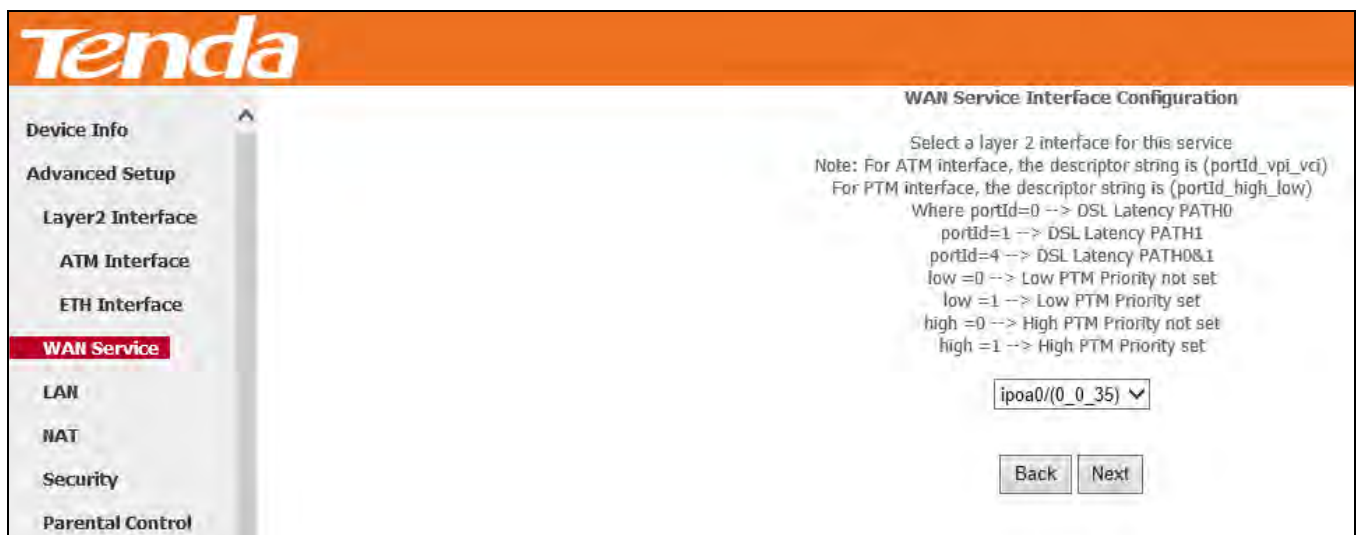 Tenda
Device Info
Advanced Setup
Layer2 Interface
ATM Interface
ETH Interface
WAN Service
LAN
NAT
Security
Parental Control
WAN Service Interface Configuration
Select a layer 2 interface for this service
Note: For ATM interface, the descriptor string is (portId_vpi_vci)
For PTM interface, the descriptor string is (portId_high_low)
Where portId=0 --> DSL Latency PATH0
portId=1 --> DSL Latency PATH1
portId=4 --> DSL Latency PATH0&1
low =0 --> Low PTM Priority not set
low =1 --> Low PTM Priority set
high =0 --> High PTM Priority not set
high =1 --> High PTM Priority set
ipoa0/(0_0_35)
Back Next